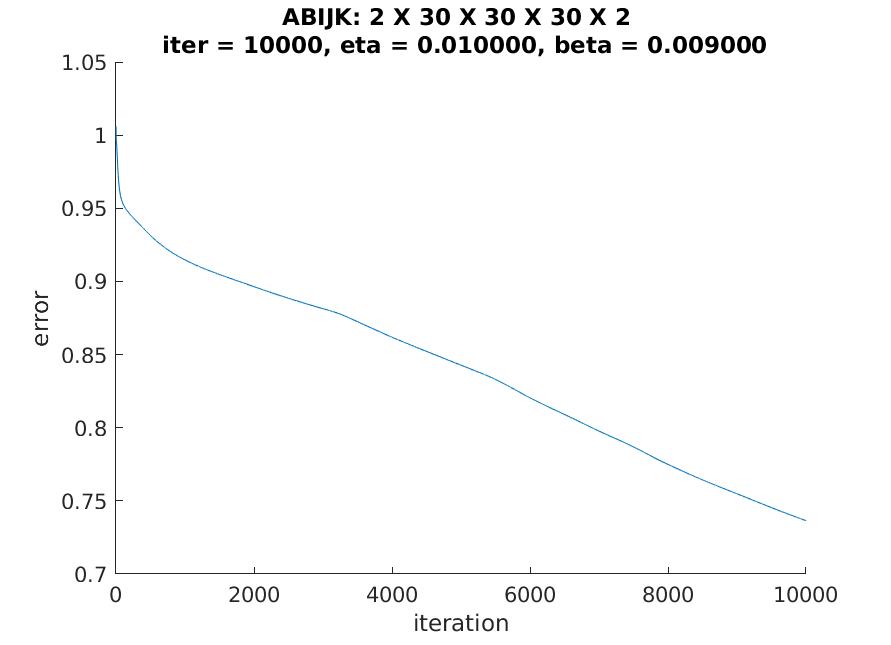 ABIJK: 2 X 30 X 30 X 30 X 2
iter = 10000, eta = 0.010000, beta = 0.009000
1.05
1
0.95
0.9
0.85
0.8
0.75
0.7
error
0 2000 4000 6000 8000 10000
iteration